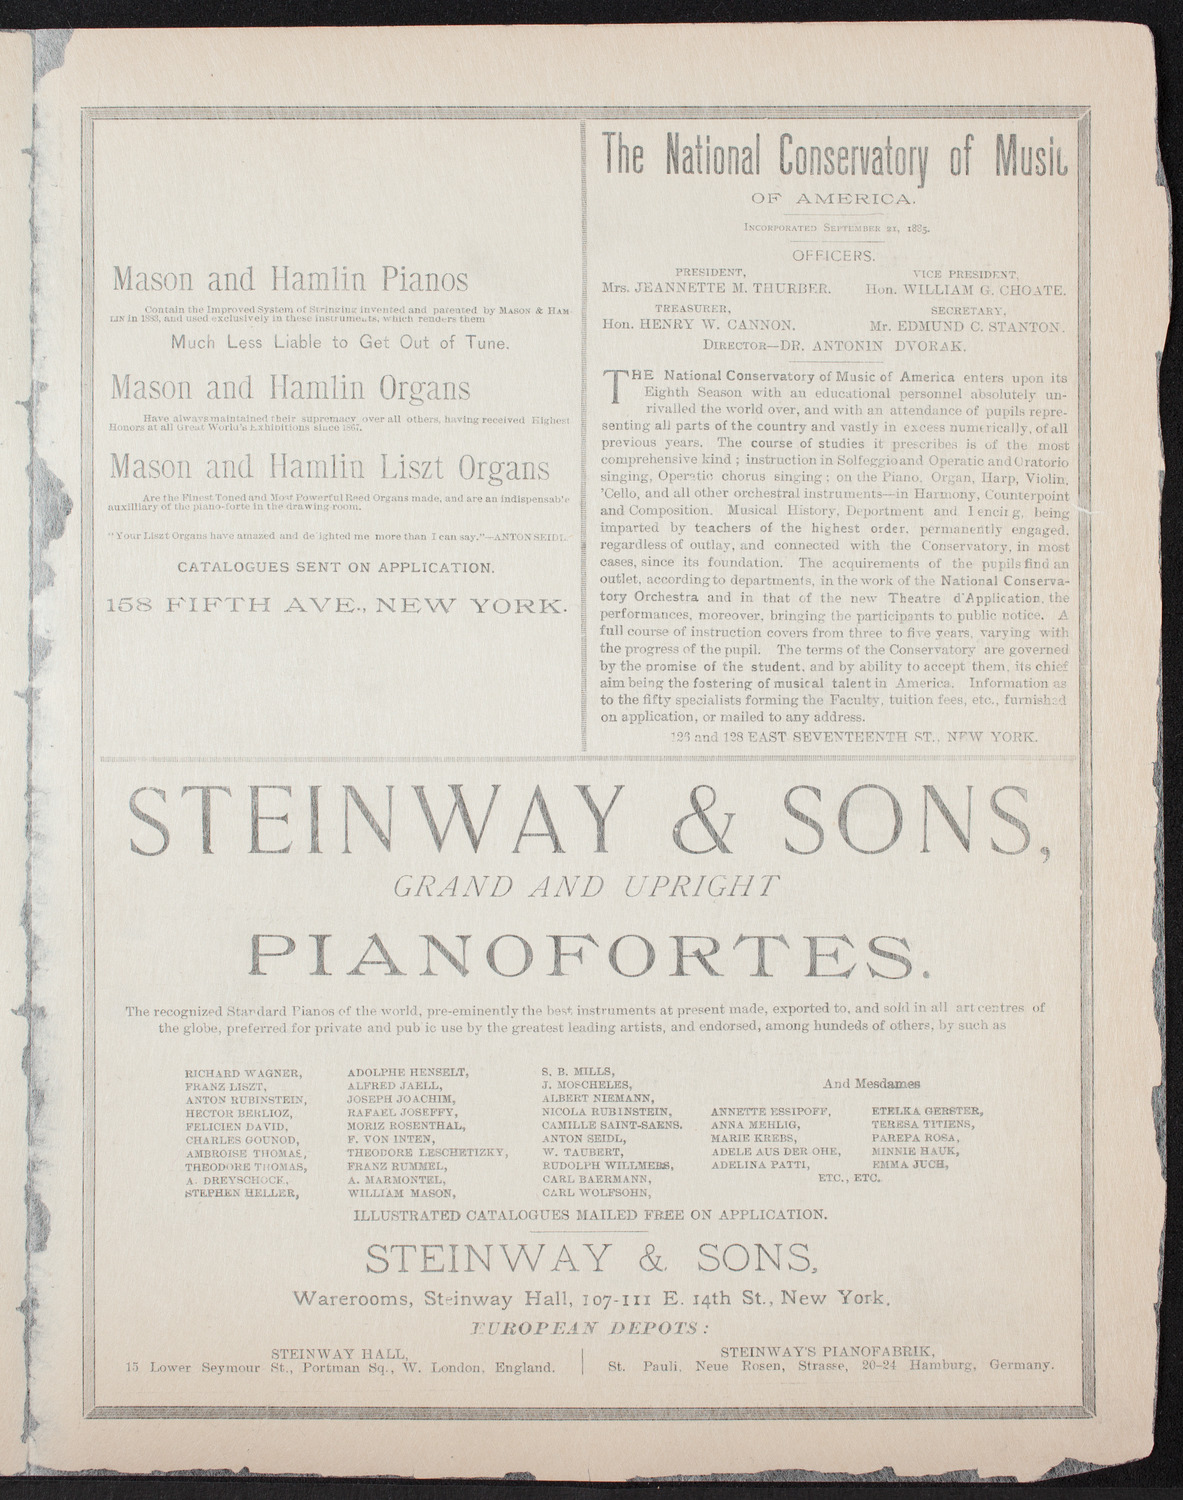 Mason and Hamlin Pianos
Contain the Improved System of Stringing invented and patented by MASON & HAM-
LIN in 1883, and used exclusively in these instruments, which renders them
Much Less Liable to Get Out of Tune.
Mason and Hamlin Organs
Have always maintained their supremacy over all others, having received Highest
Honors at all Great World's Exhibitions since 1867.
Mason and Hamlin Liszt Organs
Are the Finest Toned and Most Powerful Reed Organs made, and are an indispensable
auxilliary of the piano-forte in the drawing-room.
"Your Liszt Organs have amazed and delighted me more than I can say."—ANTON SEIDL.
CATALOGUES SENT ON APPLICATION.
158 FIFTH AVE., NEW YORK.
The National Conservatory of Music
OF AMERICA.
INCORPORATED SEPTEMBER 21, 1885.
OFFICERS.
PRESIDENT,
Mrs. JEANNETTE M. THURBER.
VICE PRESIDENT,
Hon. WILLIAM G. CHOATE.
TREASURER,
Hon. HENRY W. CANNON.
SECRETARY,
Mr. EDMUND C. STANTON.
DIRECTOR—DR. ANTONIN DVORAK.
THE National Conservatory of Music of America enters upon its
Eighth Season with an educational personnel absolutely un-
rivalled the world over, and with an attendance of pupils repre-
senting all parts of the country and vastly in excess numerically, of all
previous years. The course of studies it prescribes is of the most
comprehensive kind; instruction in Solfeggio and Operatic and Oratorio
singing, Operatic chorus singing; on the Piano, Organ, Harp, Violin,
'Cello, and all other orchestral instruments—in Harmony, Counterpoint
and Composition. Musical History, Deportment and Fencing, being
imparted by teachers of the highest order, permanently engaged,
regardless of outlay, and connected with the Conservatory, in most
cases, since its foundation. The acquirements of the pupils find an
outlet, according to departments, in the work of the National Conserva-
tory Orchestra and in that of the new Theatre d'Application, the
performances, moreover, bringing the participants to public notice. A
full course of instruction covers from three to five years, varying with
the progress of the pupil. The terms of the Conservatory are governed
by the promise of the student, and by ability to accept them, its chief
aim being the fostering of musical talent in America. Information as
to the fifty specialists forming the Faculty, tuition fees, etc., furnished
on application, or mailed to any address.
126 and 128 EAST SEVENTEENTH ST., NEW YORK.
STEINWAY & SONS,
GRAND AND UPRIGHT
PIANOFORTES.
The recognized Standard Pianos of the world, pre-eminently the best instruments at present made, exported to, and sold in all art centres of
the globe, preferred for private and public use by the greatest leading artists, and endorsed, among hundeds of others, by such as
RICHARD WAGNER,
FRANZ LISZT,
ANTON RUBINSTEIN,
HECTOR BERLIOZ,
FELICIEN DAVID,
CHARLES GOUNOD,
AMBROISE THOMAS,
THEODORE THOMAS,
A. DREYSCHOCK,
STEPHEN HELLER,
ADOLPHE HENSELT,
ALFRED JAELL,
JOSEPH JOACHIM,
RAFAEL JOSEFFY,
MORIZ ROSENTHAL,
F. VON INTEN,
THEODORE LESCHETIZKY,
FRANZ RUMMEL,
A. MARMONTEL,
WILLIAM MASON,
S. B. MILLS,
J. MOSCHELES,
ALBERT NIEMANN,
NICOLA RUBINSTEIN,
CAMILLE SAINT-SAENS.
ANTON SEIDL,
W. TAUBERT,
RUDOLPH WILLMERS,
CARL BAERMANN,
CARL WOLFSOHN,
And Mesdames
ANNETTE ESSIPOFF,
ANNA MEHLIG,
MARIE KREBS,
ADELE AUS DER OHE,
ADELINA PATTI,
ETELKA GERSTER,
TERESA TITIENS,
PAREPA ROSA,
MINNIE HAUK,
EMMA JUCH,
ETC., ETC.
ILLUSTRATED CATALOGUES MAILED FREE ON APPLICATION.
STEINWAY & SONS,
Warerooms, Steinway Hall, 107-111 E. 14th St., New York.
EUROPEAN DEPOTS:
STEINWAY HALL,
15 Lower Seymour St., Portman Sq., W. London, England.
STEINWAY'S PIANOFABRIK,
St. Pauli, Neue Rosen, Strasse, 20-24 Hamburg, Germany.